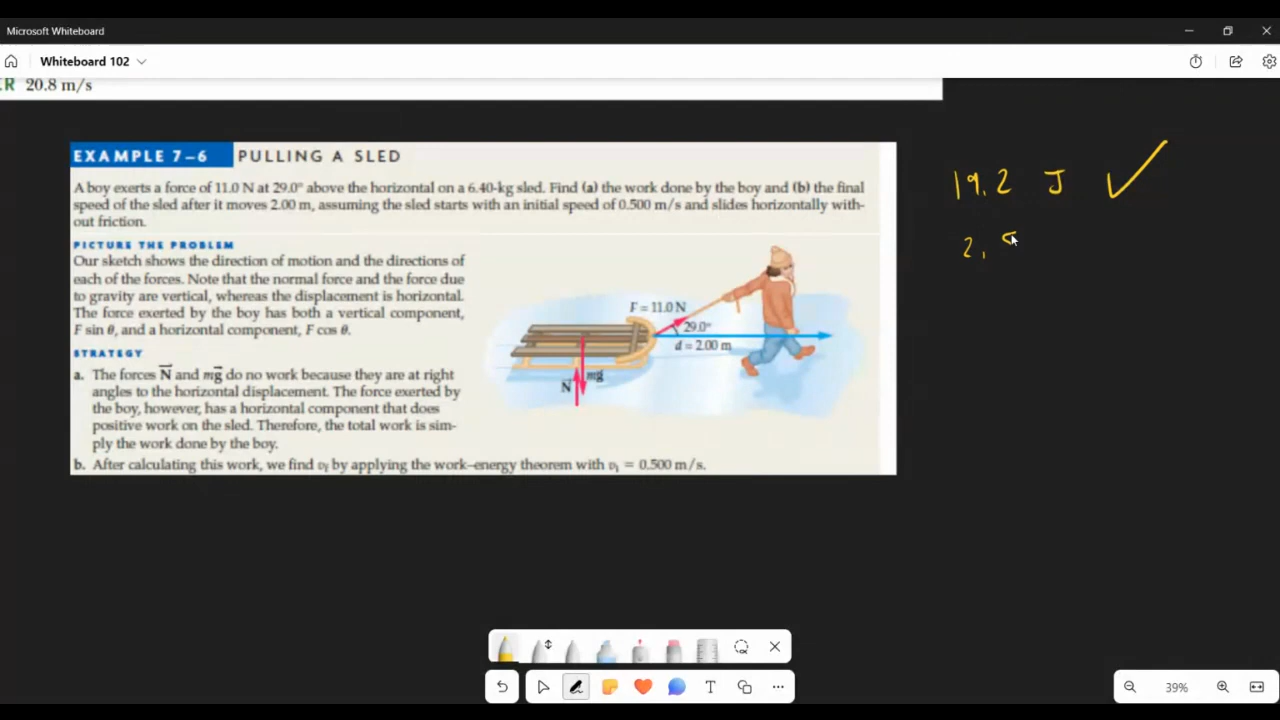 Microsoft Whiteboard
Whiteboard 102
ER 20.8 m/s
EXAMPLE 7–6 PULLING A SLED
A boy exerts a force of 11.0 N at 29.0° above the horizontal on a 6.40-kg sled. Find (a) the work done by the boy and (b) the final
speed of the sled after it moves 2.00 m, assuming the sled starts with an initial speed of 0.500 m/s and slides horizontally with-
out friction.
PICTURE THE PROBLEM
Our sketch shows the direction of motion and the directions of
each of the forces. Note that the normal force and the force due
to gravity are vertical, whereas the displacement is horizontal.
The force exerted by the boy has both a vertical component,
F sin θ, and a horizontal component, F cos θ.
STRATEGY
a. The forces N⃗ and mg⃗ do no work because they are at right
angles to the horizontal displacement. The force exerted by
the boy, however, has a horizontal component that does
positive work on the sled. Therefore, the total work is sim-
ply the work done by the boy.
b. After calculating this work, we find vf by applying the work–energy theorem with vi = 0.500 m/s.
F = 11.0 N
29.0°
d = 2.00 m
mg⃗
N⃗
19.2 J ✓
2,
T
39%